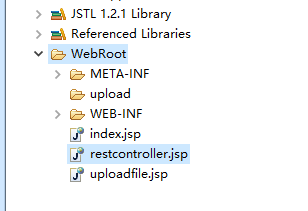 JSTL 1.2.1 Library
Referenced Libraries
WebRoot
META-INF
upload
WEB-INF
index.jsp
restcontroller.jsp
uploadfile.jsp